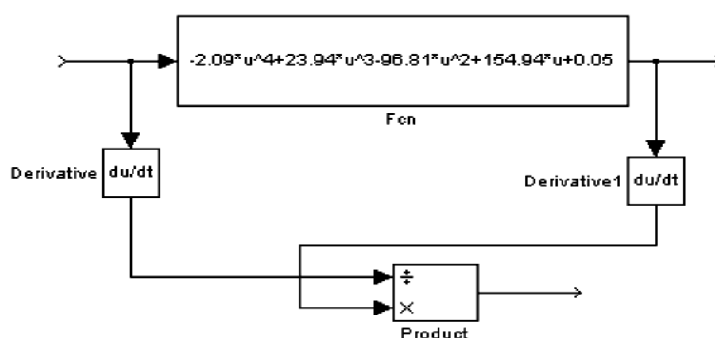 -2.09*u^4+23.94*u^3-96.81*u^2+154.94*u+0.05
Fcn
Derivative
du/dt
Derivative1
du/dt
÷
×
Product